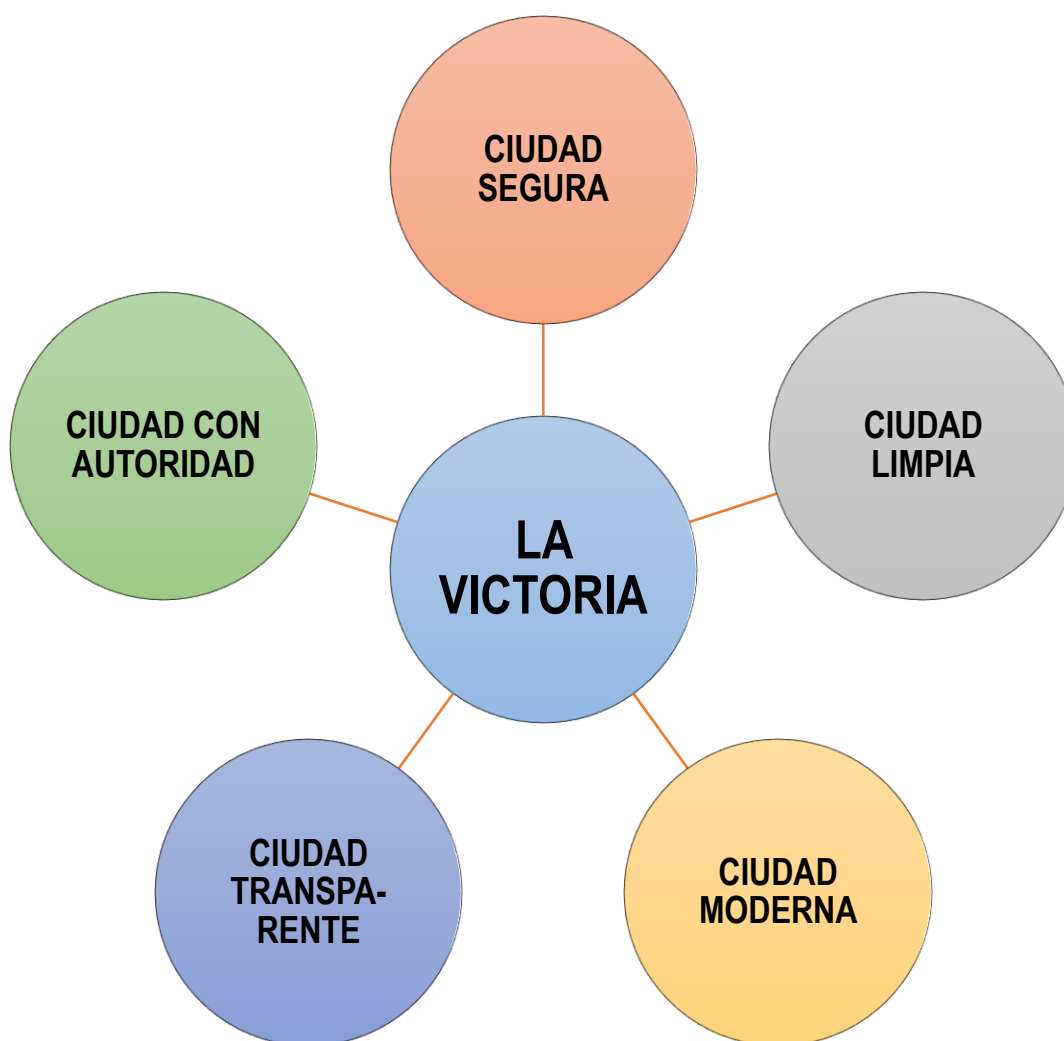 CIUDAD
SEGURA
CIUDAD CON
AUTORIDAD
CIUDAD
LIMPIA
LA
VICTORIA
CIUDAD
TRANSPA-
RENTE
CIUDAD
MODERNA